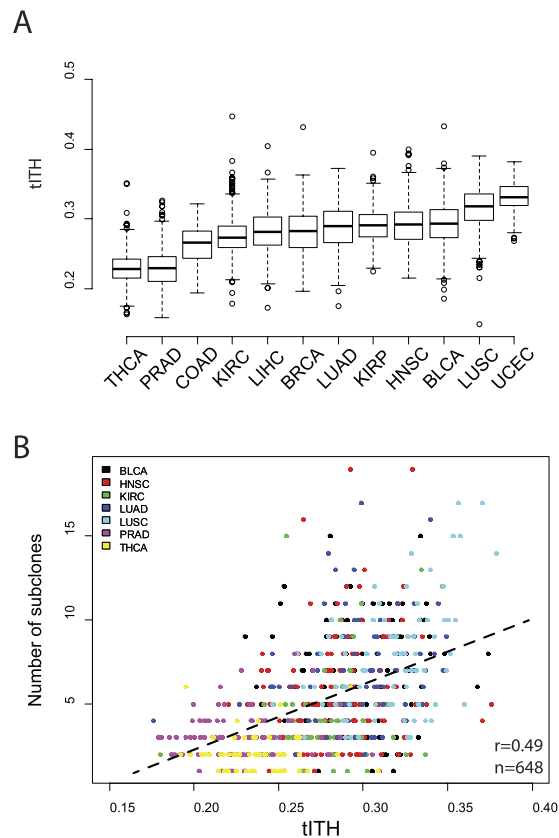 A
tITH
0.5
0.4
0.3
0.2
THCA PRAD COAD KIRC LIHC BRCA LUAD KIRP HNSC BLCA LUSC UCEC
B
BLCA
HNSC
KIRC
LUAD
LUSC
PRAD
THCA
Number of subclones
15
10
5
r=0.49
n=648
0.15 0.20 0.25 0.30 0.35 0.40
tITH